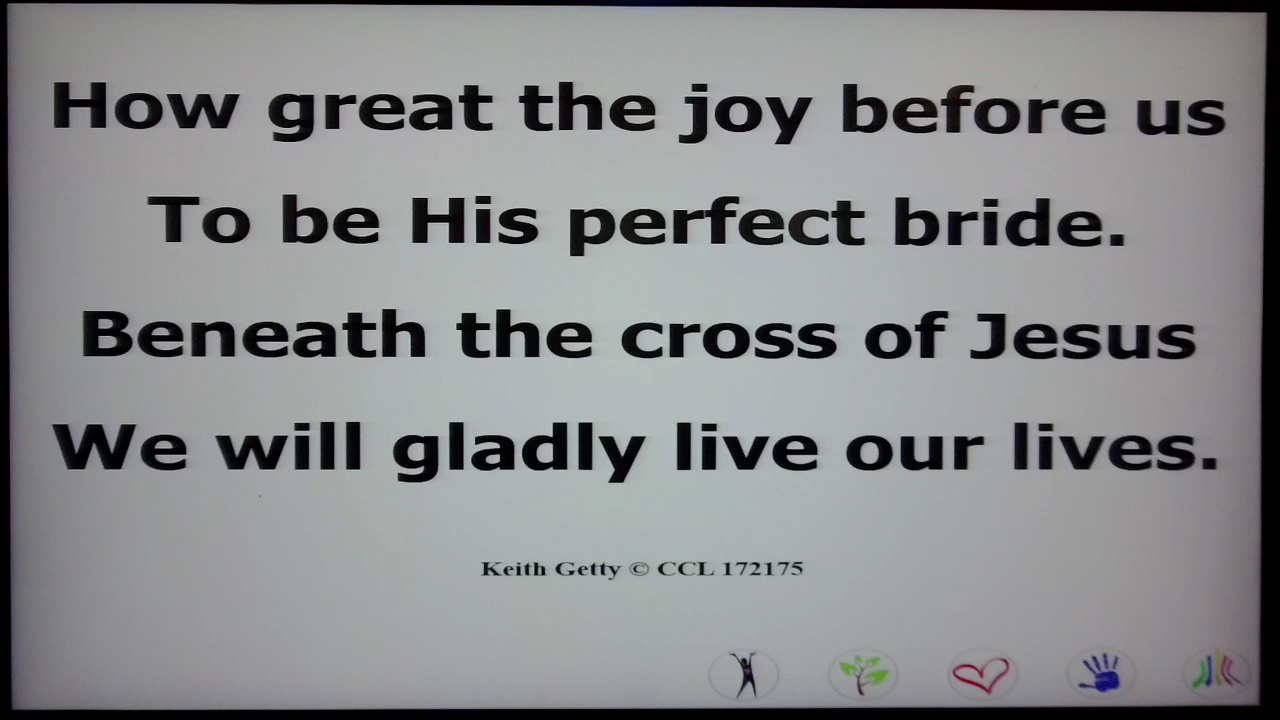 How great the joy before us
To be His perfect bride.
Beneath the cross of Jesus
We will gladly live our lives.
Keith Getty © CCL 172175